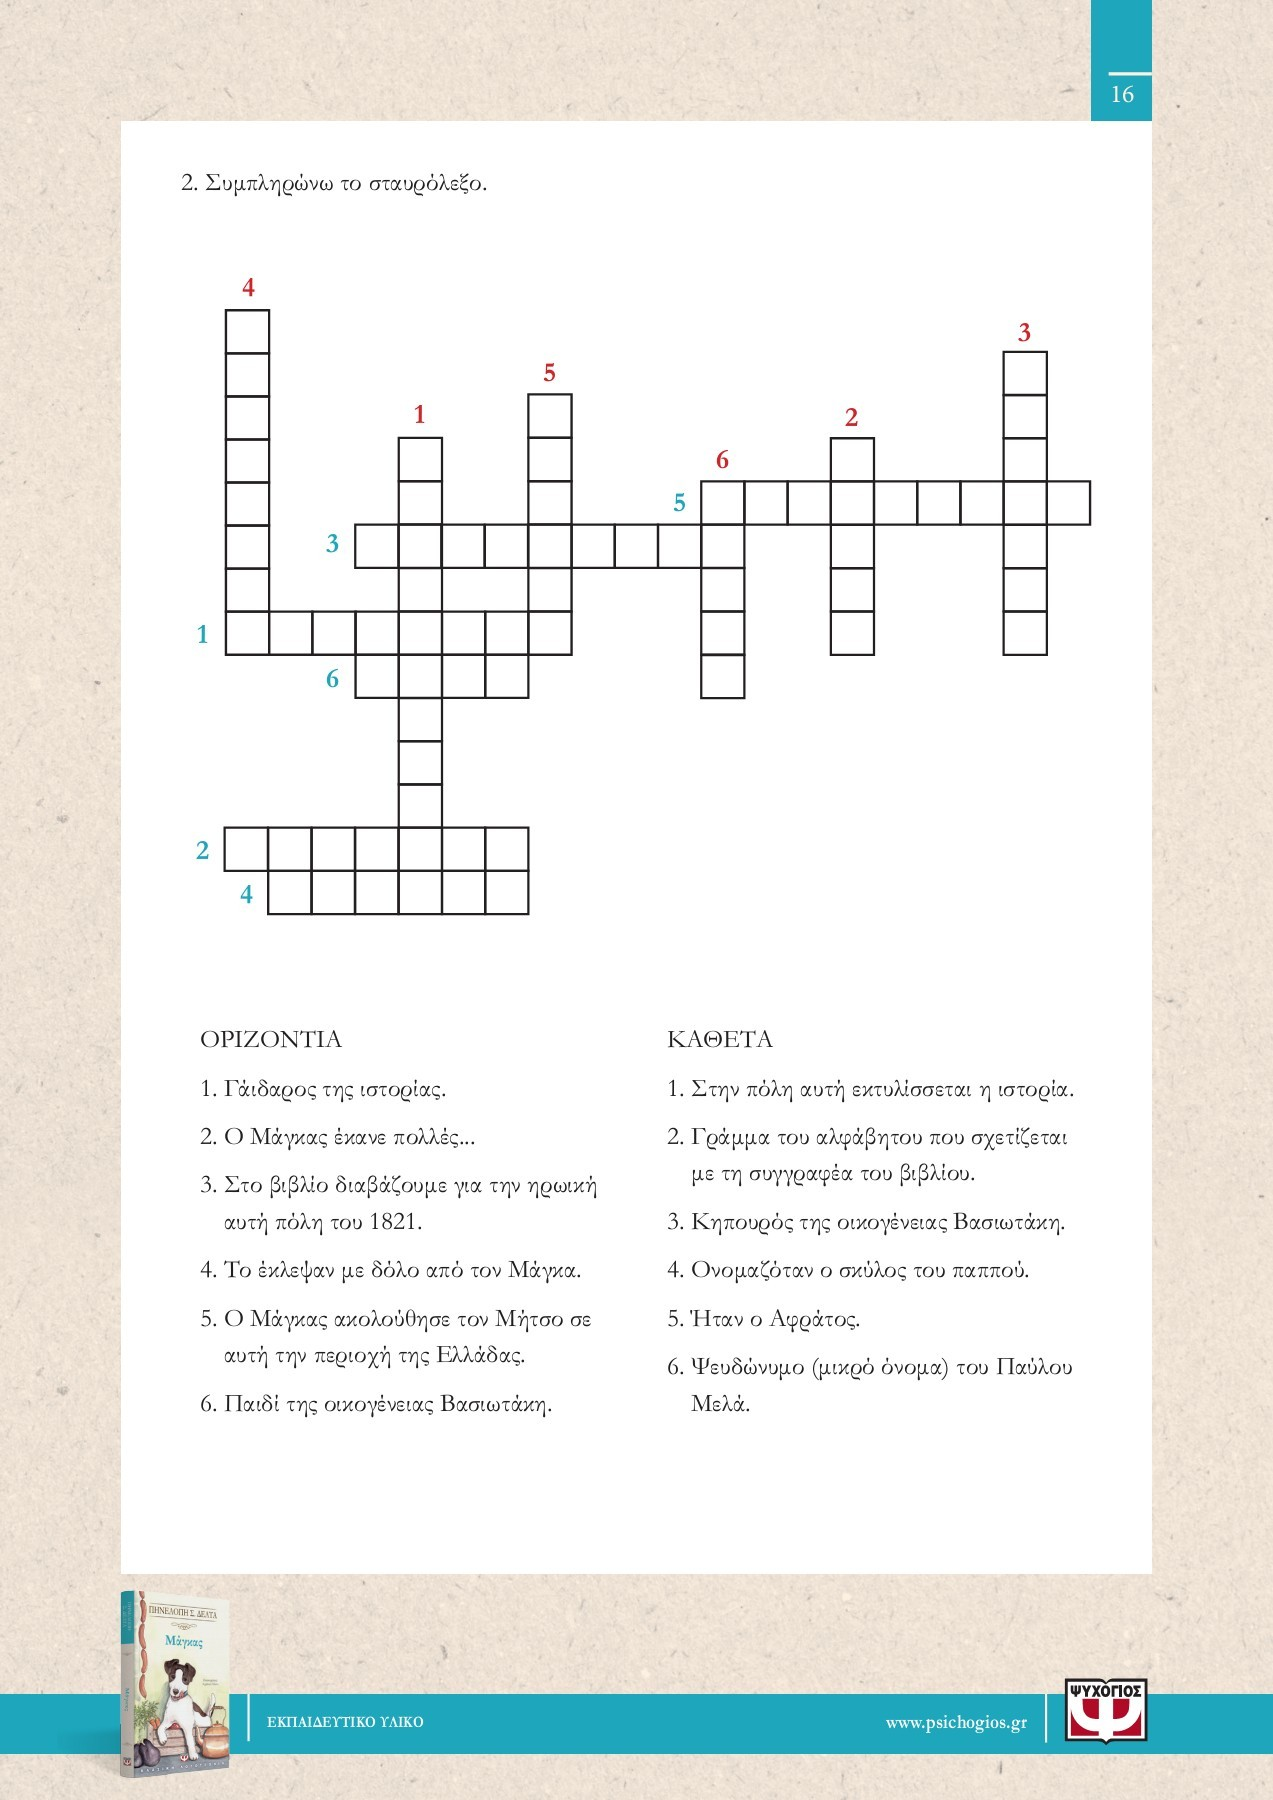 16
2. Συμπληρώνω το σταυρόλεξο.
4
3
5
1
2
6
5
3
1
6
2
4
ΟΡΙΖΟΝΤΙΑ
1. Γάιδαρος της ιστορίας.
2. Ο Μάγκας έκανε πολλές...
3. Στο βιβλίο διαβάζουμε για την ηρωική
αυτή πόλη του 1821.
4. Το έκλεψαν με δόλο από τον Μάγκα.
5. Ο Μάγκας ακολούθησε τον Μήτσο σε
αυτή την περιοχή της Ελλάδας.
6. Παιδί της οικογένειας Βασιωτάκη.
ΚΑΘΕΤΑ
1. Στην πόλη αυτή εκτυλίσσεται η ιστορία.
2. Γράμμα του αλφάβητου που σχετίζεται
με τη συγγραφέα του βιβλίου.
3. Κηπουρός της οικογένειας Βασιωτάκη.
4. Ονομαζόταν ο σκύλος του παππού.
5. Ήταν ο Αφράτος.
6. Ψευδώνυμο (μικρό όνομα) του Παύλου
Μελά.
ΠΗΝΕΛΟΠΗ Σ. ΔΕΛΤΑ
Μάγκας
ΕΚΠΑΙΔΕΥΤΙΚΟ ΥΛΙΚΟ
www.psichogios.gr
ΨΥΧΟΓΙΟΣ